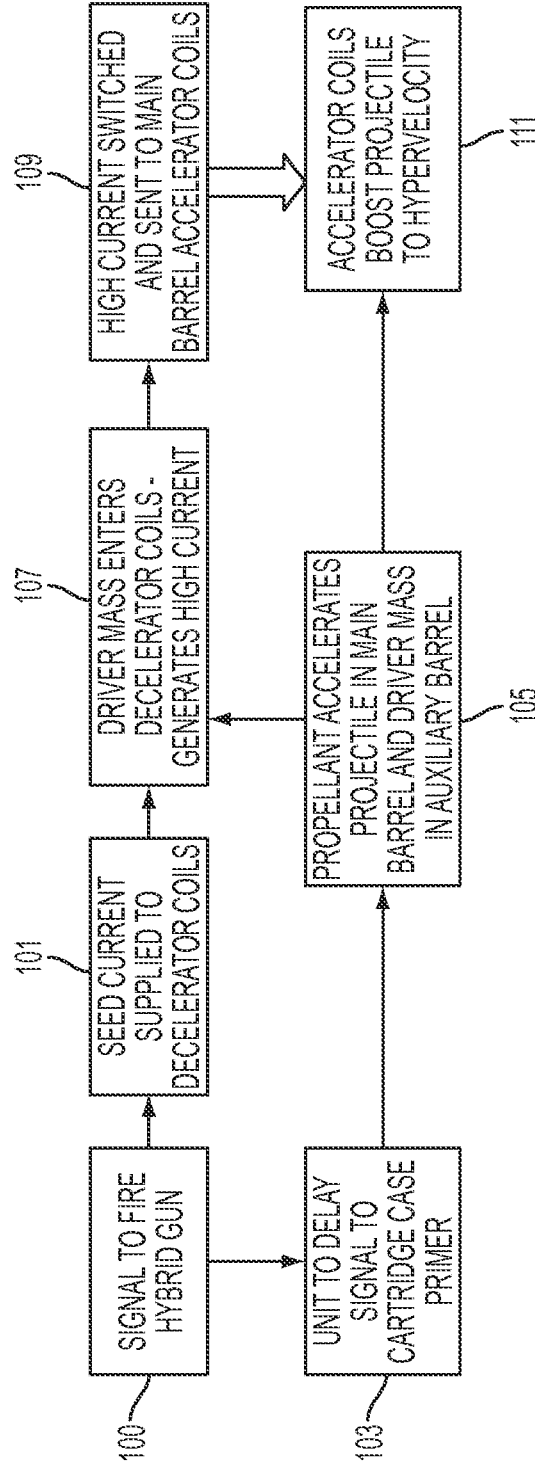 100
SIGNAL TO FIRE
HYBRID GUN
101
SEED CURRENT
SUPPLIED TO
DECELERATOR COILS
107
DRIVER MASS ENTERS
DECELERATOR COILS -
GENERATES HIGH CURRENT
109
HIGH CURRENT SWITCHED
AND SENT TO MAIN
BARREL ACCELERATOR COILS
103
UNIT TO DELAY
SIGNAL TO
CARTRIDGE CASE
PRIMER
105
PROPELLANT ACCELERATES
PROJECTILE IN MAIN
BARREL AND DRIVER MASS
IN AUXILIARY BARREL
111
ACCELERATOR COILS
BOOST PROJECTILE
TO HYPERVELOCITY